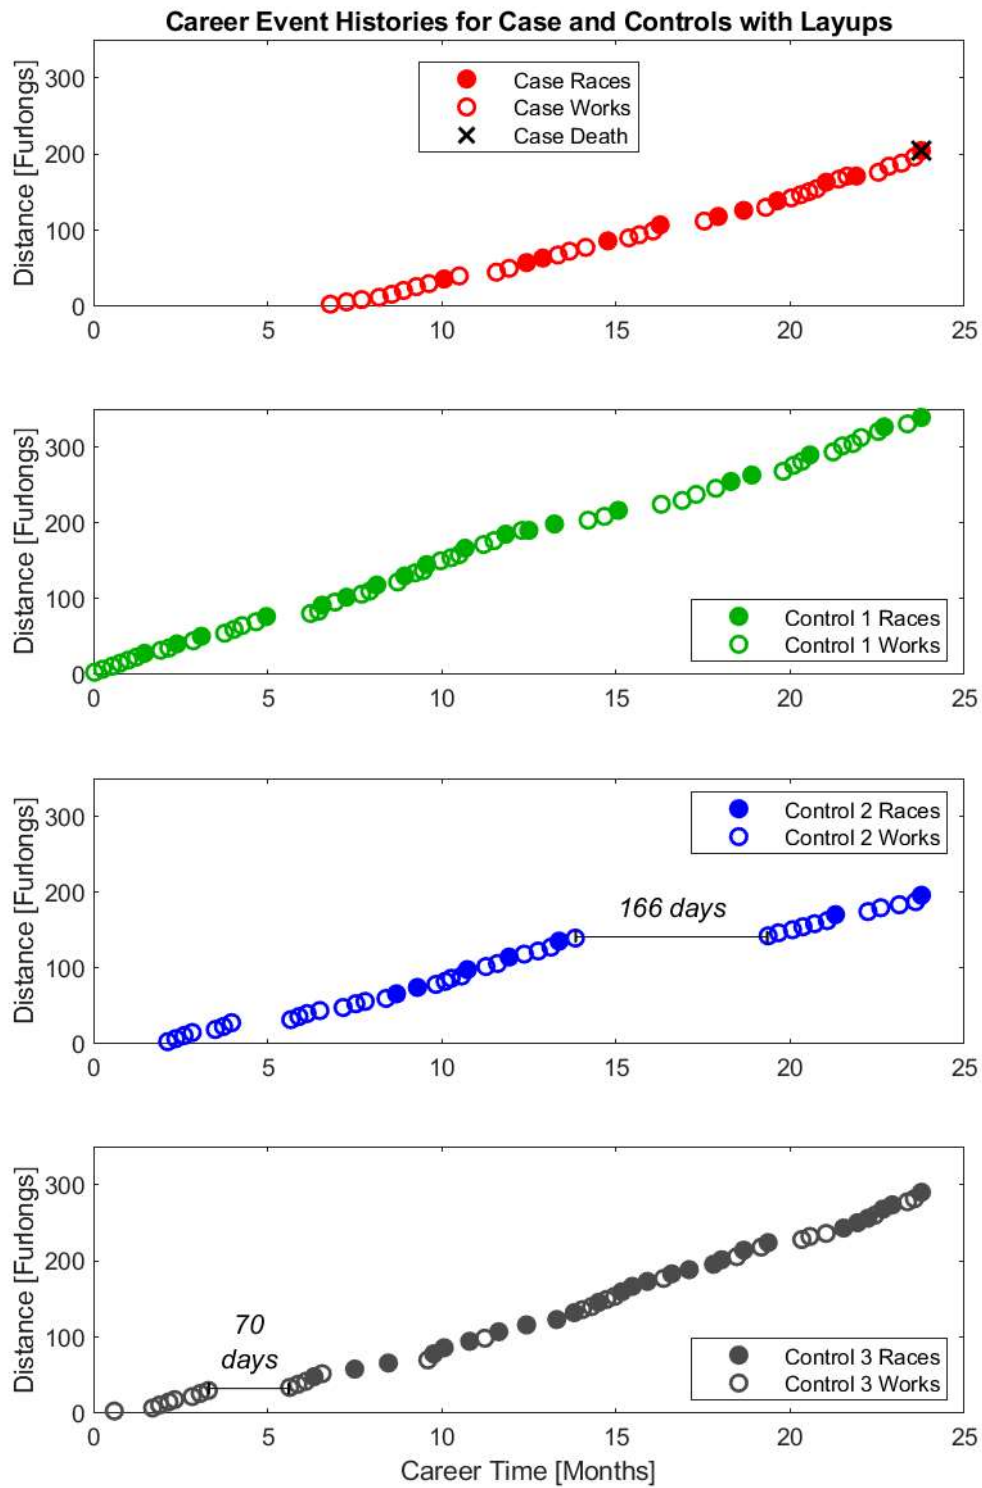 Career Event Histories for Case and Controls with Layups
Distance [Furlongs]
300
200
100
0
Case Races
Case Works
Case Death
0 5 10 15 20 25
Distance [Furlongs]
300
200
100
0
Control 1 Races
Control 1 Works
0 5 10 15 20 25
Distance [Furlongs]
300
200
100
0
Control 2 Races
Control 2 Works
166 days
0 5 10 15 20 25
Distance [Furlongs]
300
200
100
0
70
days
Control 3 Races
Control 3 Works
0 5 10 15 20 25
Career Time [Months]